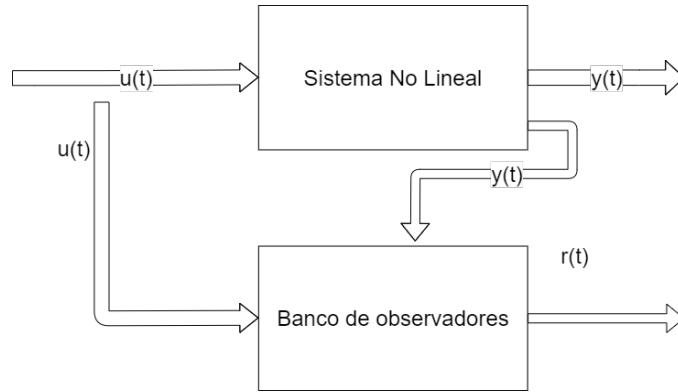 u(t)
Sistema No Lineal
y(t)
u(t)
y(t)
r(t)
Banco de observadores